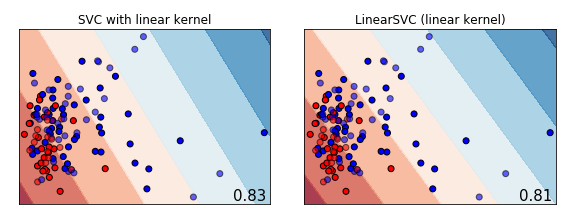 SVC with linear kernel
LinearSVC (linear kernel)
0.83
0.81